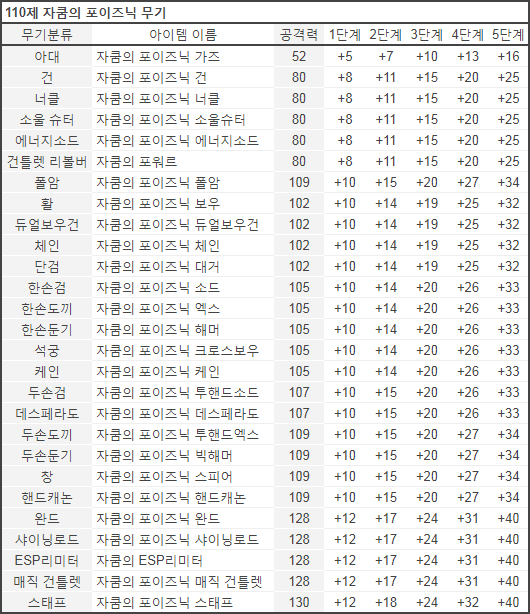 110제 자쿰의 포이즈닉 무기
무기분류 아이템 이름 공격력 1단계 2단계 3단계 4단계 5단계
아대 자쿰의 포이즈닉 가즈 52 +5 +7 +10 +13 +16
건 자쿰의 포이즈닉 건 80 +8 +11 +15 +20 +25
너클 자쿰의 포이즈닉 너클 80 +8 +11 +15 +20 +25
소울 슈터 자쿰의 포이즈닉 소울슈터 80 +8 +11 +15 +20 +25
에너지소드 자쿰의 포이즈닉 에너지소드 80 +8 +11 +15 +20 +25
건틀렛 리볼버 자쿰의 포워르 80 +8 +11 +15 +20 +25
폴암 자쿰의 포이즈닉 폴암 109 +10 +15 +20 +27 +34
활 자쿰의 포이즈닉 보우 102 +10 +14 +19 +25 +32
듀얼보우건 자쿰의 포이즈닉 듀얼보우건 102 +10 +14 +19 +25 +32
체인 자쿰의 포이즈닉 체인 102 +10 +14 +19 +25 +32
단검 자쿰의 포이즈닉 대거 102 +10 +14 +19 +25 +32
한손검 자쿰의 포이즈닉 소드 105 +10 +14 +20 +26 +33
한손도끼 자쿰의 포이즈닉 엑스 105 +10 +14 +20 +26 +33
한손둔기 자쿰의 포이즈닉 해머 105 +10 +14 +20 +26 +33
석궁 자쿰의 포이즈닉 크로스보우 105 +10 +14 +20 +26 +33
케인 자쿰의 포이즈닉 케인 105 +10 +14 +20 +26 +33
두손검 자쿰의 포이즈닉 투핸드소드 107 +10 +15 +20 +26 +33
데스페라도 자쿰의 포이즈닉 데스페라도 107 +10 +15 +20 +26 +33
두손도끼 자쿰의 포이즈닉 투핸드엑스 109 +10 +15 +20 +27 +34
두손둔기 자쿰의 포이즈닉 빅해머 109 +10 +15 +20 +27 +34
창 자쿰의 포이즈닉 스피어 109 +10 +15 +20 +27 +34
핸드캐논 자쿰의 포이즈닉 핸드캐논 109 +10 +15 +20 +27 +34
완드 자쿰의 포이즈닉 완드 128 +12 +17 +24 +31 +40
샤이닝로드 자쿰의 포이즈닉 샤이닝로드 128 +12 +17 +24 +31 +40
ESP리미터 자쿰의 ESP리미터 128 +12 +17 +24 +31 +40
매직 건틀렛 자쿰의 포이즈닉 매직 건틀렛 128 +12 +17 +24 +31 +40
스태프 자쿰의 포이즈닉 스태프 130 +12 +18 +24 +32 +40